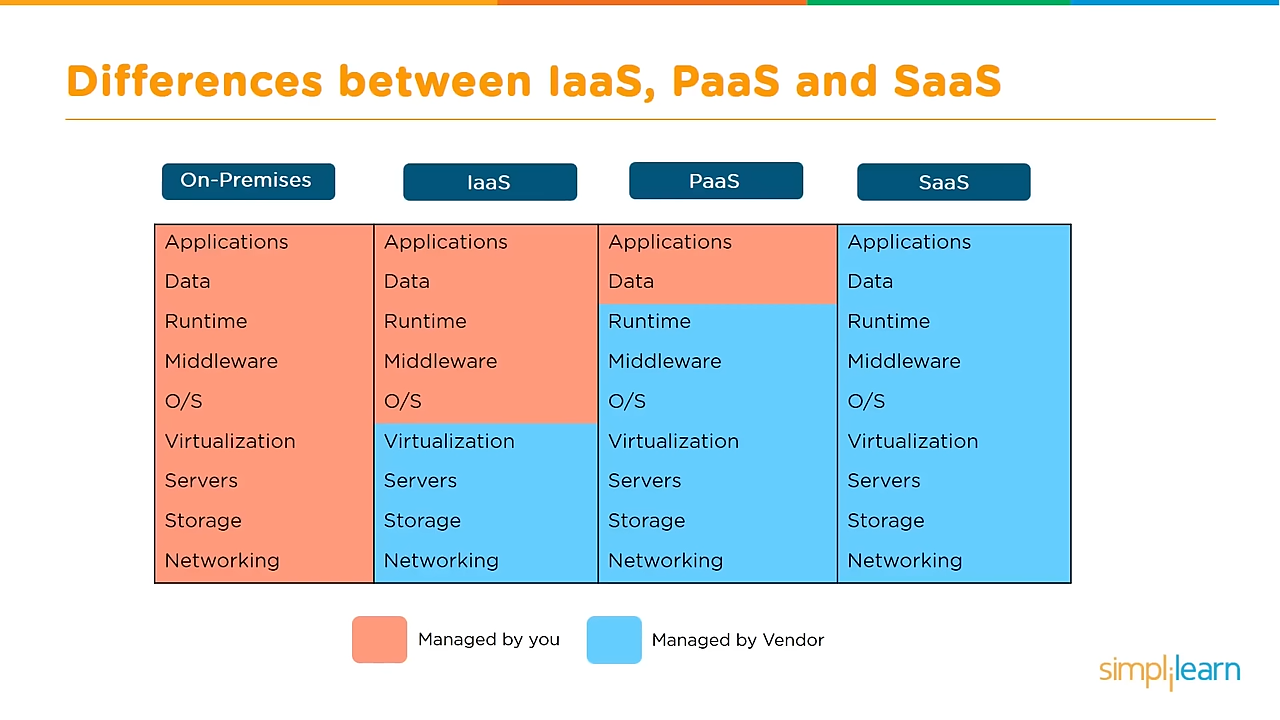 Differences between IaaS, PaaS and SaaS
On-Premises IaaS PaaS SaaS
Applications Applications Applications Applications
Data Data Data Data
Runtime Runtime Runtime Runtime
Middleware Middleware Middleware Middleware
O/S O/S O/S O/S
Virtualization Virtualization Virtualization Virtualization
Servers Servers Servers Servers
Storage Storage Storage Storage
Networking Networking Networking Networking
Managed by you Managed by Vendor
simplilearn